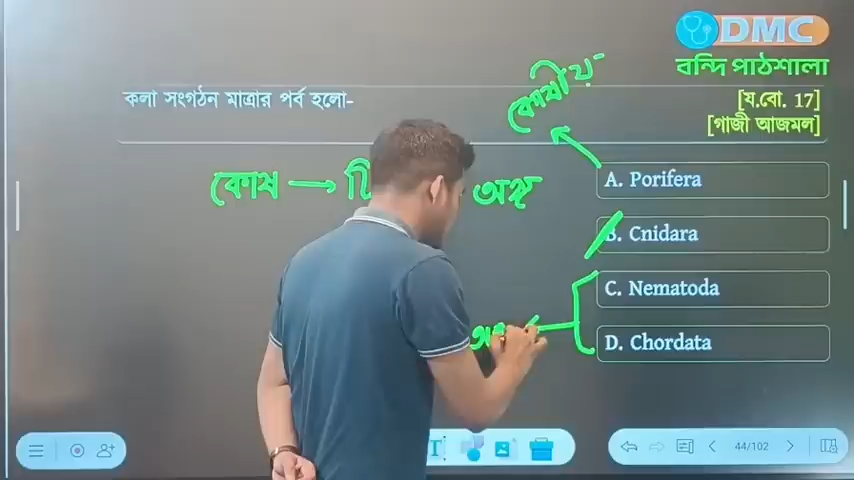 DMC
বন্দি পাঠশালা
কলা সংগঠন মাত্রার পর্ব হলো-
[য.বো. 17]
[গাজী আজমল]
কোষীয়
কোষ → অঙ্গ
A. Porifera
B. Cnidara
C. Nematoda
D. Chordata
44/102